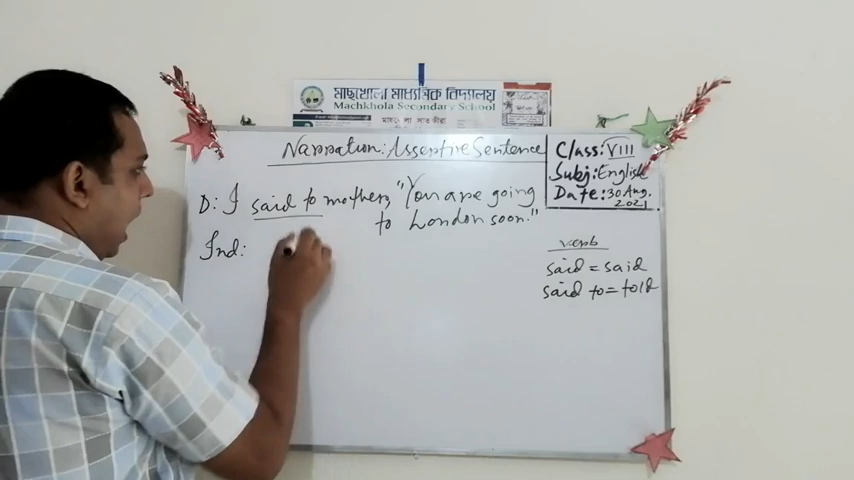 মাছখোলা মাধ্যমিক বিদ্যালয়
Machkhola Secondary School
Narration: Assertive Sentence
Class: VIII
Subj: English
Date: 30 Aug. 2021
D: I said to mother, "You are going
to London soon."
Ind:
verb
said = said
said to = told